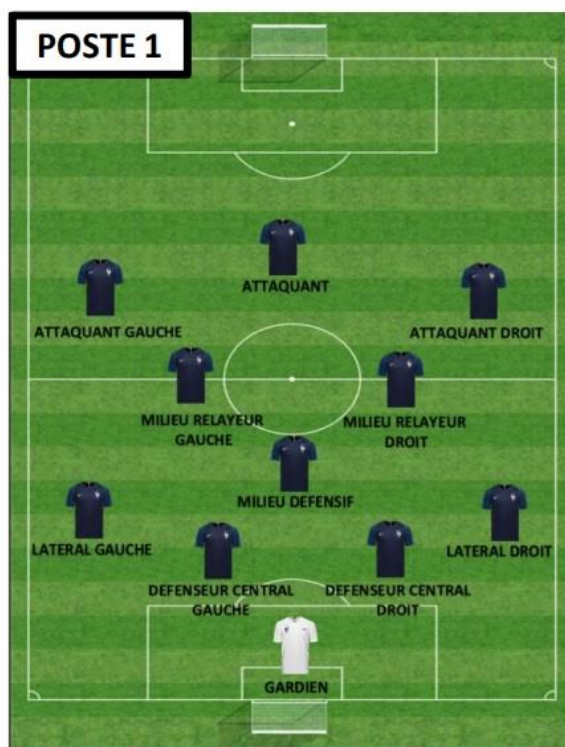 POSTE 1
ATTAQUANT
ATTAQUANT GAUCHE
ATTAQUANT DROIT
MILIEU RELAYEUR
GAUCHE
MILIEU RELAYEUR
DROIT
MILIEU DEFENSIF
LATERAL GAUCHE
LATERAL DROIT
DEFENSEUR CENTRAL
GAUCHE
DEFENSEUR CENTRAL
DROIT
GARDIEN